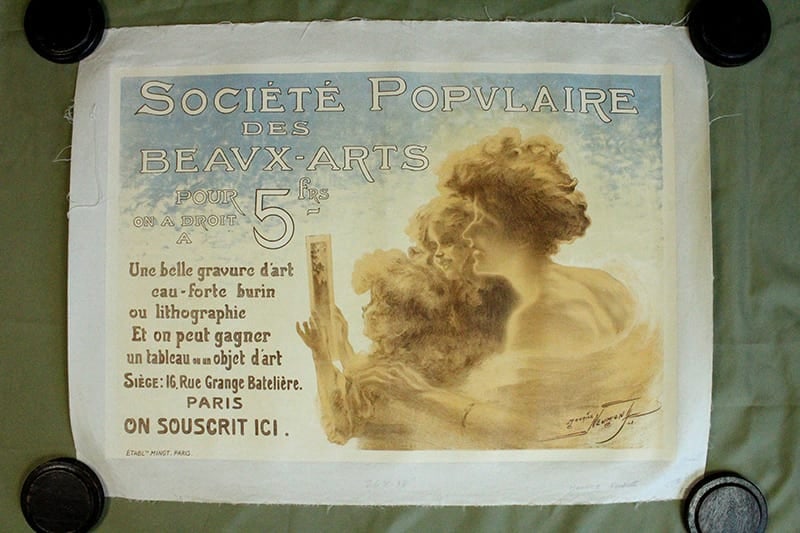 SOCIÉTÉ POPVLAIRE
DES
BEAVX-ARTS
POUR 5 frs
ON A DROIT
A
Une belle gravure d'art
eau-forte burin
ou lithographie
Et on peut gagner
un tableau ou un objet d'art
SIÈGE: 16, Rue Grange Batelière.
PARIS
ON SOUSCRIT ICI.
ÉTABLTS MINOT, PARIS.